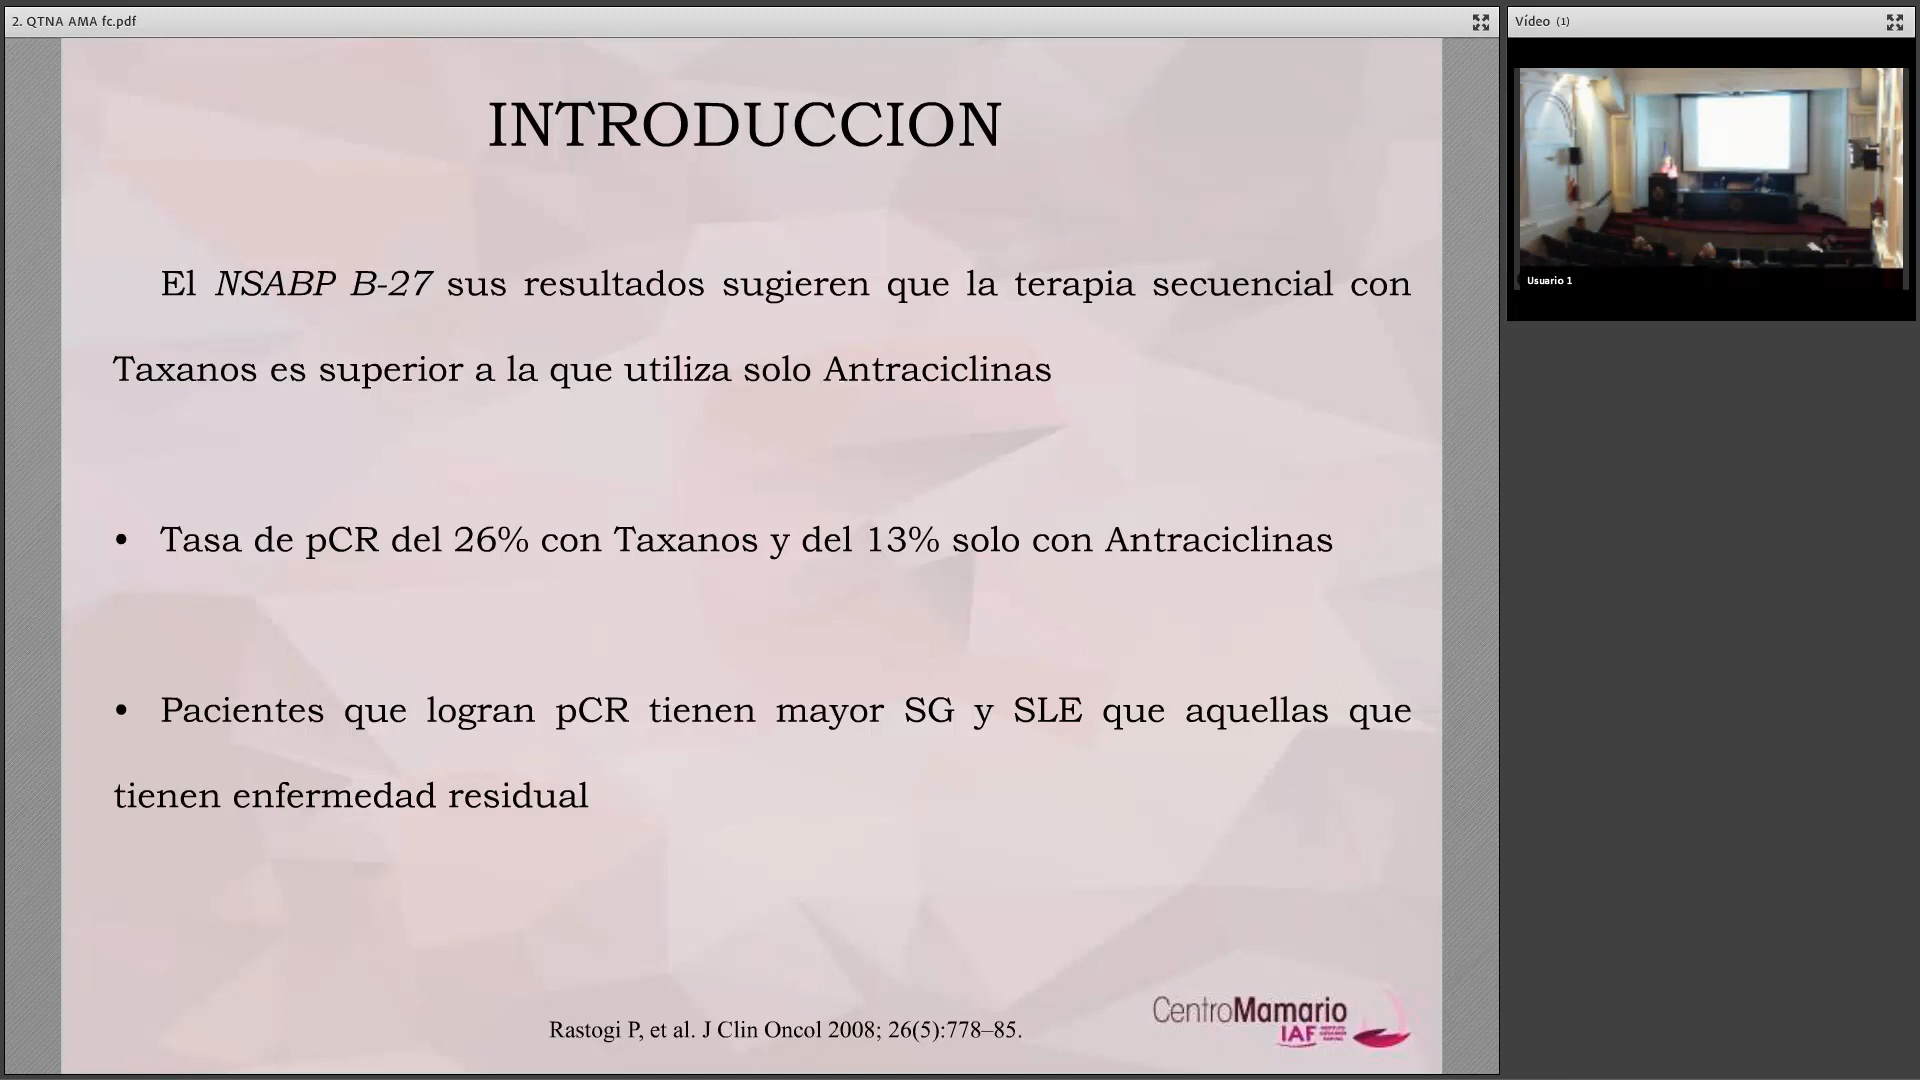 2. QTNA AMA fc.pdf
Vídeo (1)
INTRODUCCION
El NSABP B-27 sus resultados sugieren que la terapia secuencial con
Taxanos es superior a la que utiliza solo Antraciclinas
• Tasa de pCR del 26% con Taxanos y del 13% solo con Antraciclinas
• Pacientes que logran pCR tienen mayor SG y SLE que aquellas que
tienen enfermedad residual
Rastogi P, et al. J Clin Oncol 2008; 26(5):778–85.
CentroMamario
IAF
Usuario 1